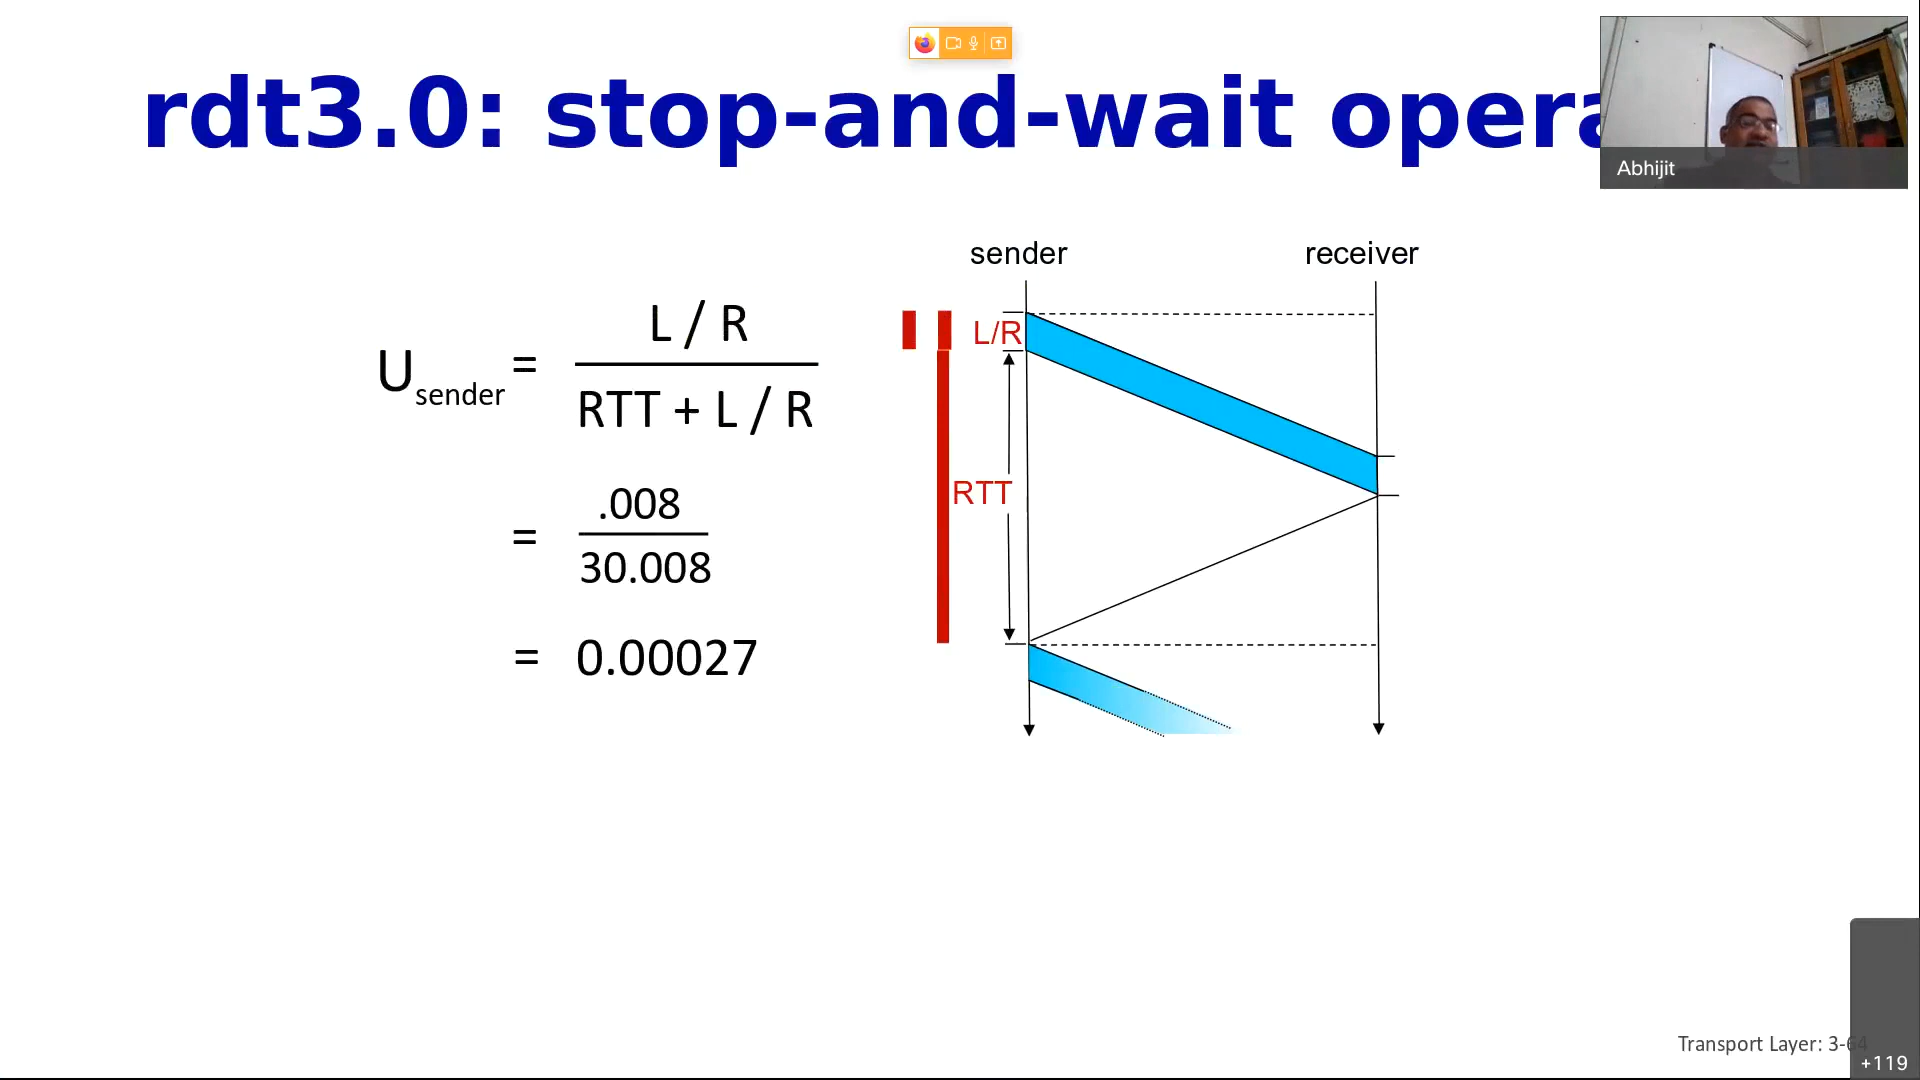 rdt3.0: stop-and-wait opera
Abhijit
sender receiver
U sender = L / R
RTT + L / R
= .008
30.008
= 0.00027
L/R
RTT
Transport Layer: 3-64
+119